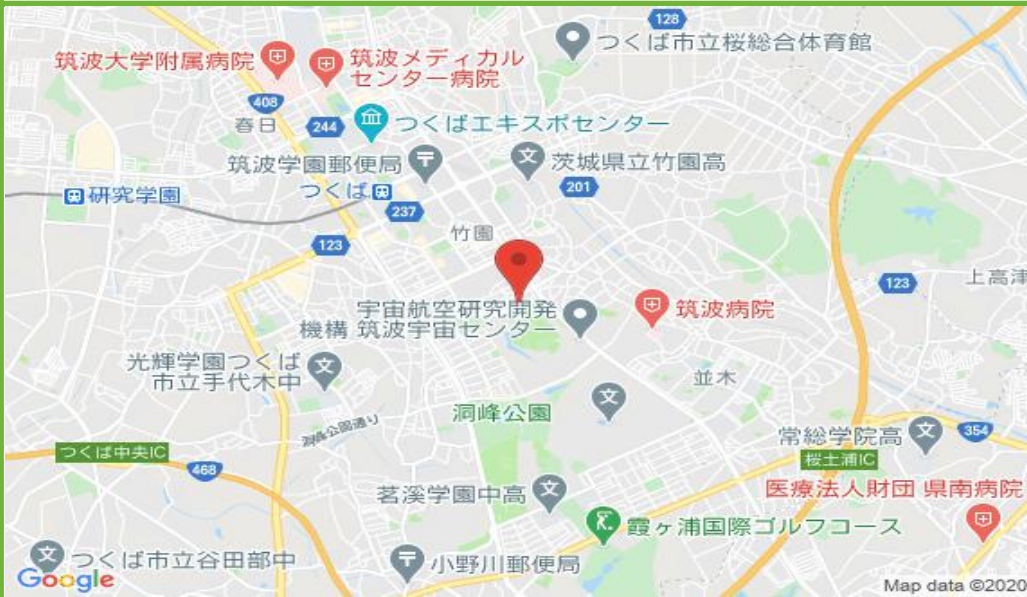 128
つくば市立桜総合体育館
筑波大学附属病院
筑波メディカル
センター病院
408
春日
244
つくばエキスポセンター
筑波学園郵便局
茨城県立竹園高
研究学園
つくば
201
237
竹園
123
123
上高津
宇宙航空研究開発
機構 筑波宇宙センター
筑波病院
光輝学園つくば
市立手代木中
並木
洞峰公園
洞峰公園通り
常総学院高
354
つくば中央IC
468
桜土浦IC
茗溪学園中高
医療法人財団 県南病院
霞ヶ浦国際ゴルフコース
つくば市立谷田部中
小野川郵便局
Google
Map data ©2020